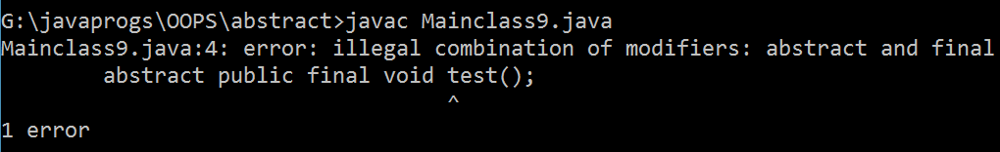 G:\javaprogs\OOPS\abstract>javac Mainclass9.java
Mainclass9.java:4: error: illegal combination of modifiers: abstract and final
        abstract public final void test();
                                   ^
1 error